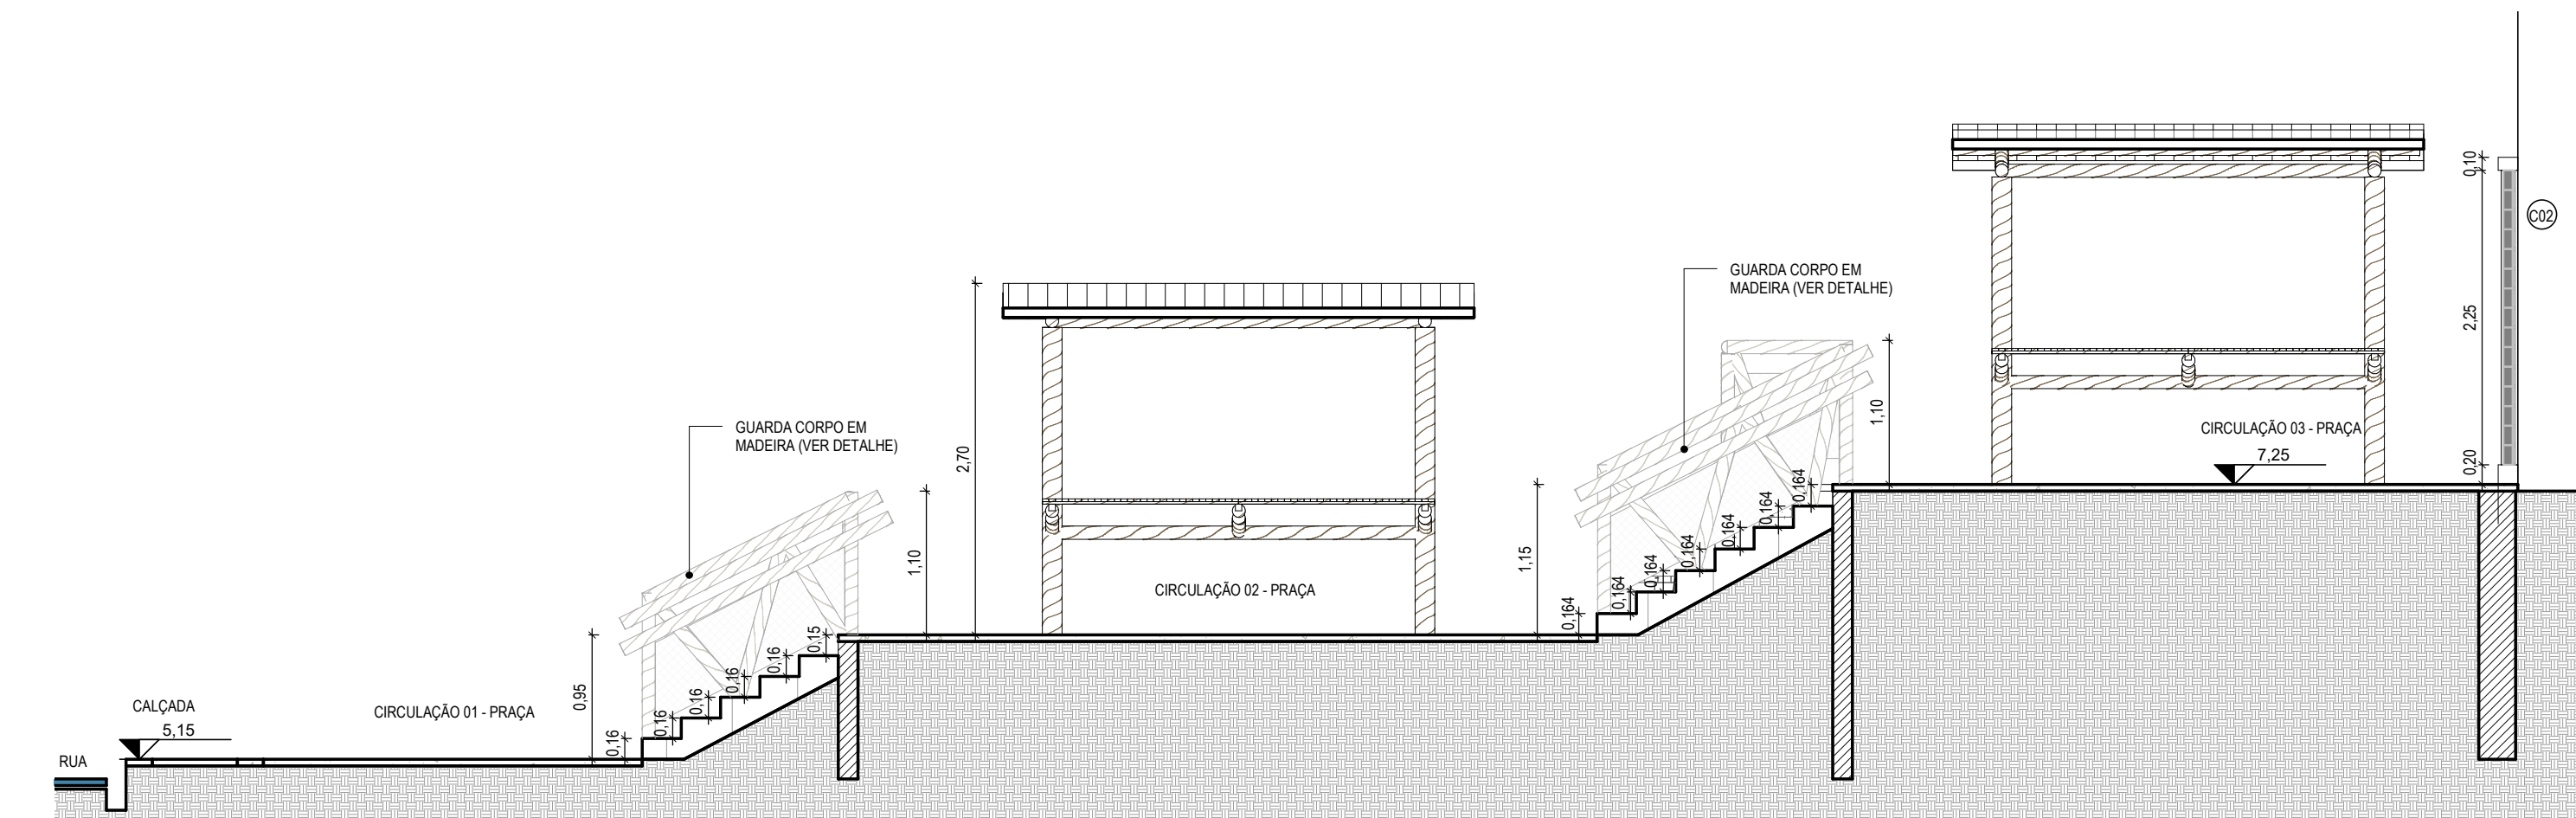 RUA
CALÇADA
5,15
CIRCULAÇÃO 01 - PRAÇA
0,95
0,16
0,16
0,16
0,16
0,16
0,15
GUARDA CORPO EM
MADEIRA (VER DETALHE)
1,10
2,70
CIRCULAÇÃO 02 - PRAÇA
1,15
0,164
0,164
0,164
0,164
0,164
0,164
0,164
GUARDA CORPO EM
MADEIRA (VER DETALHE)
1,10
CIRCULAÇÃO 03 - PRAÇA
7,25
0,10
2,25
0,20
C02